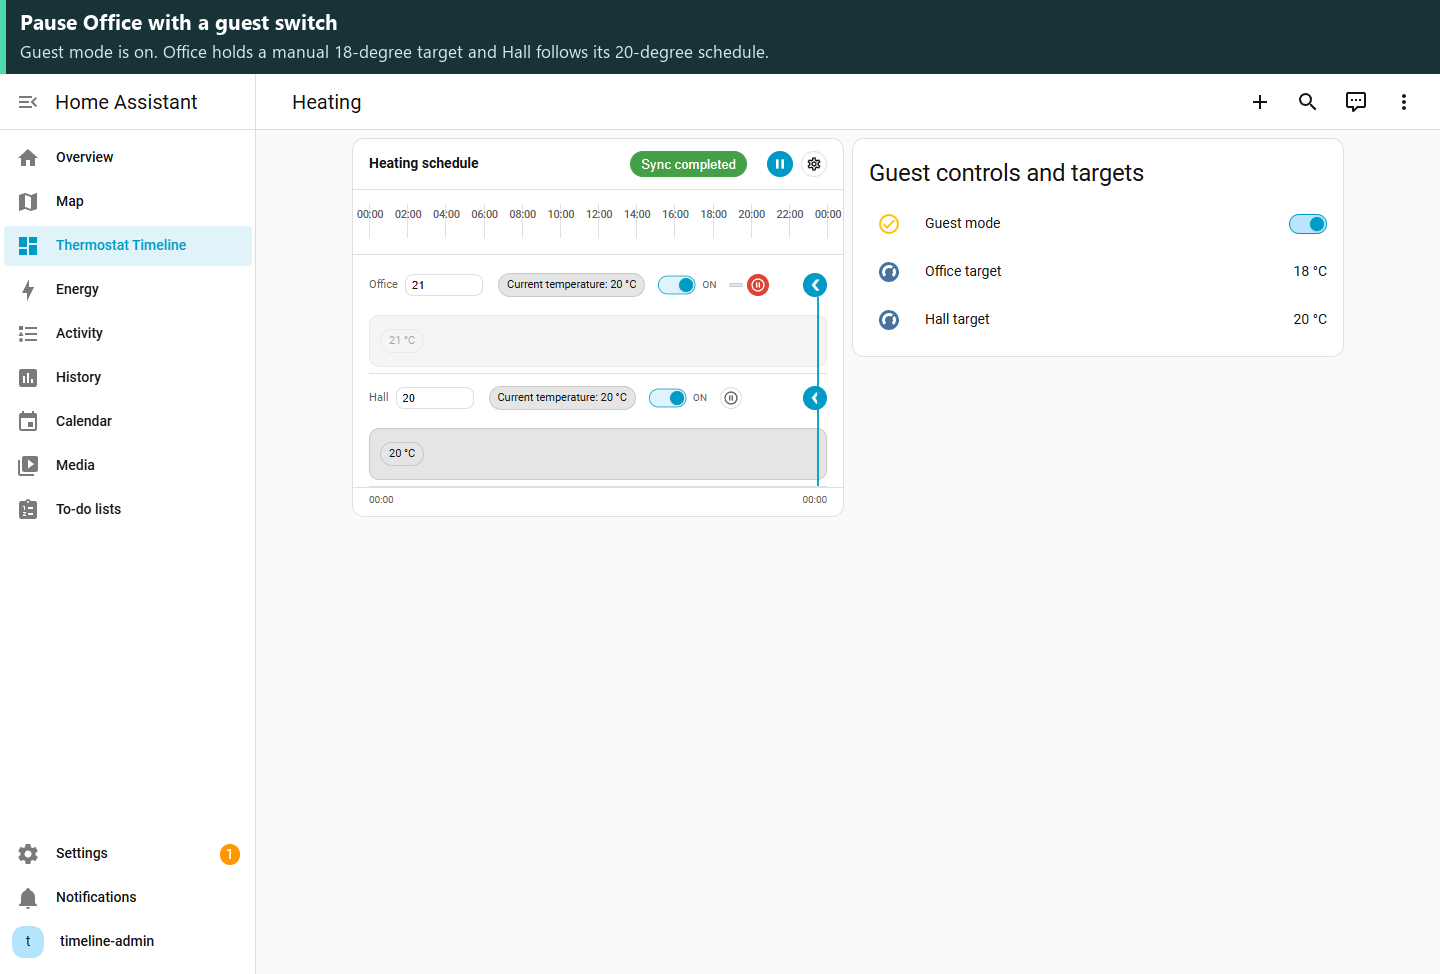 Pause Office with a guest switch
Guest mode is on. Office holds a manual 18-degree target and Hall follows its 20-degree schedule.
Home Assistant
Heating
Overview
Map
Thermostat Timeline
Energy
Activity
History
Calendar
Media
To-do lists
Settings
1
Notifications
t
timeline-admin
Heating schedule
Sync completed
00:00 02:00 04:00 06:00 08:00 10:00 12:00 14:00 16:00 18:00 20:00 22:00 00:00
Office 21 Current temperature: 20 °C ON
21 °C
Hall 20 Current temperature: 20 °C ON
20 °C
00:00 00:00
Guest controls and targets
Guest mode
Office target 18 °C
Hall target 20 °C